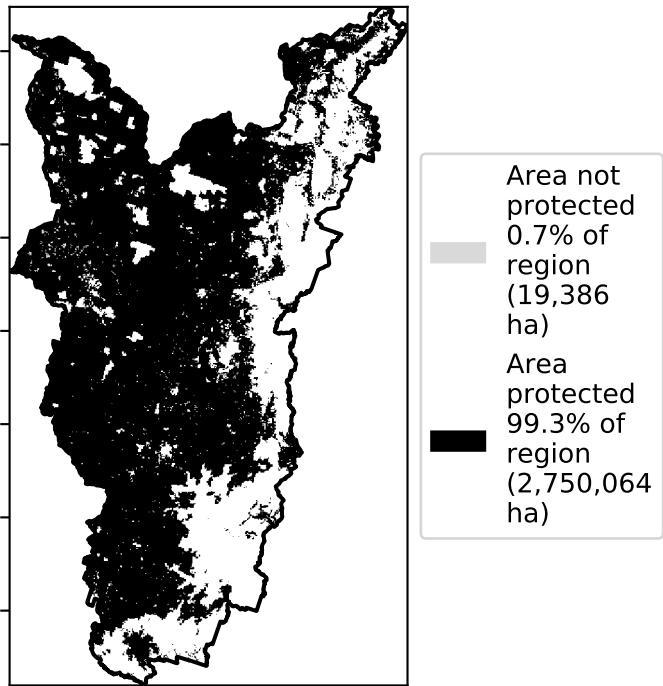 Area not
protected
0.7% of
region
(19,386
ha)
Area
protected
99.3% of
region
(2,750,064
ha)